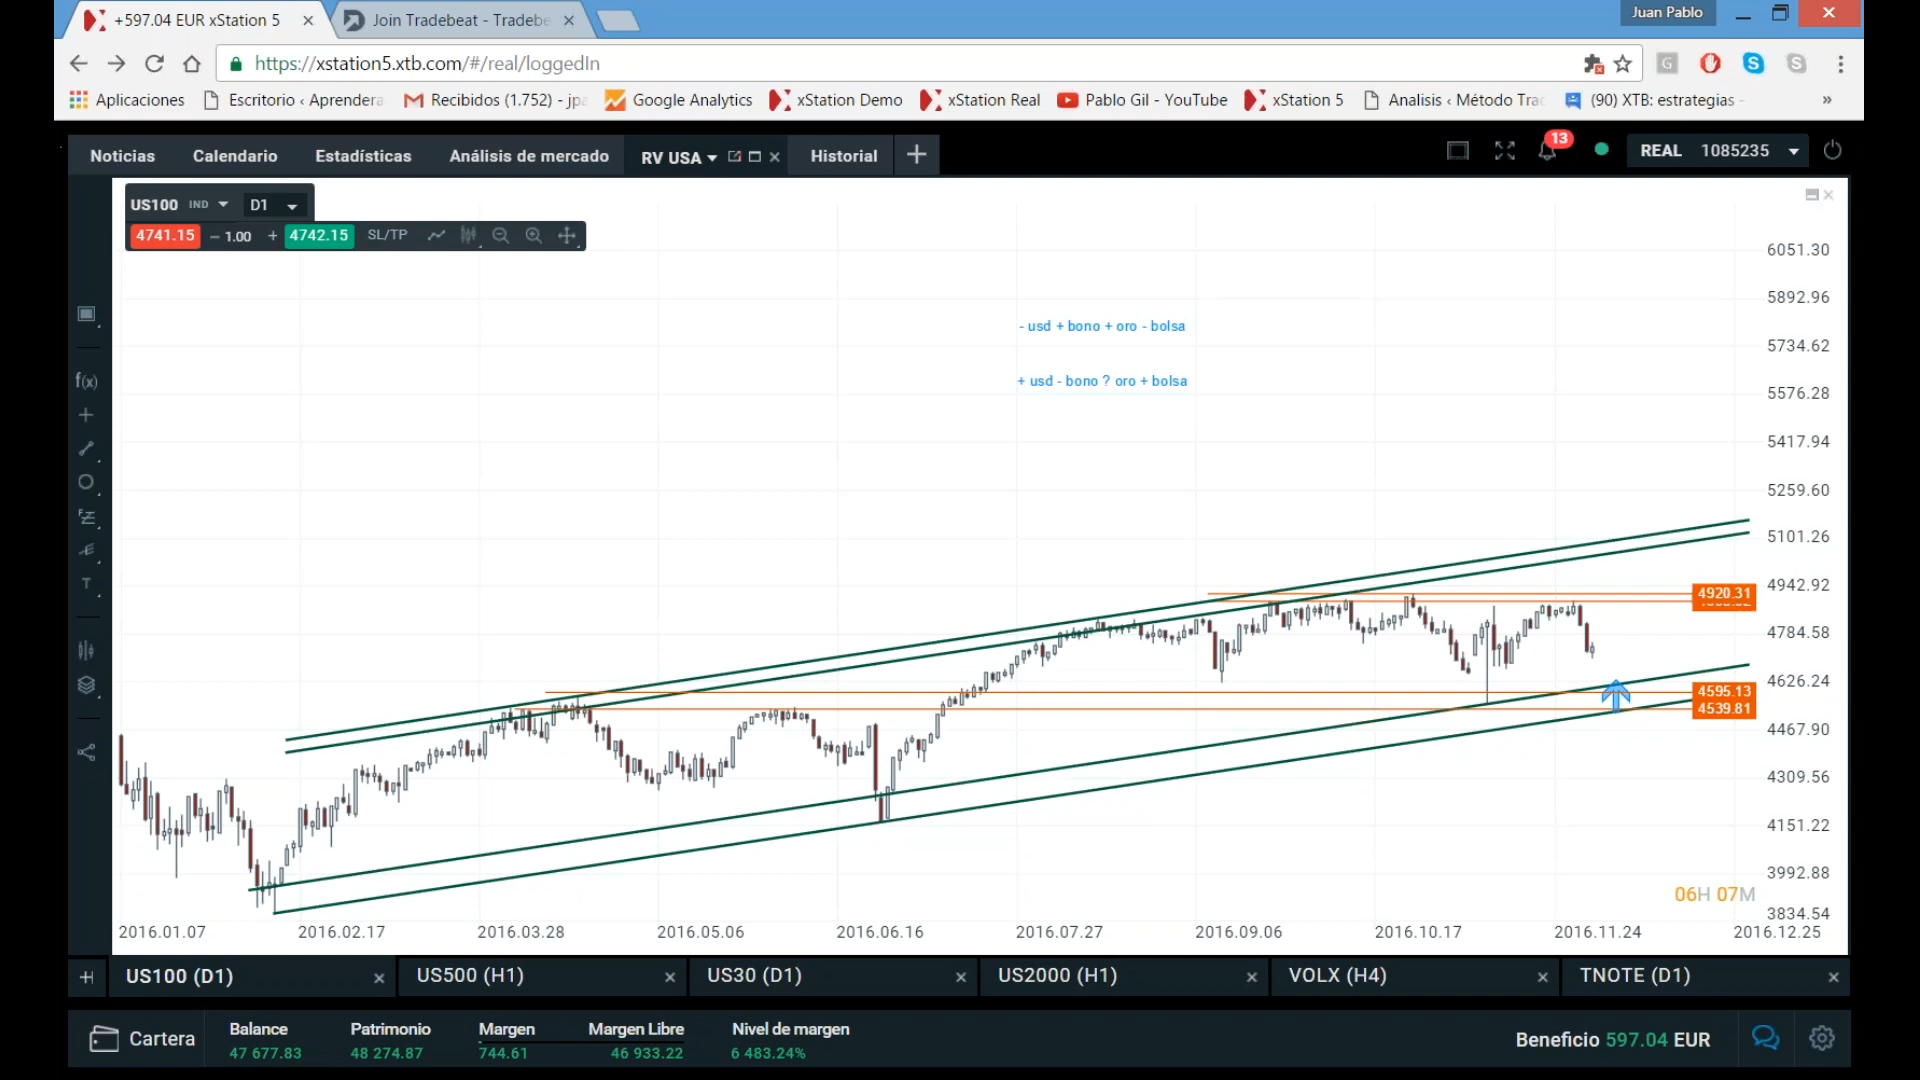 +597.04 EUR xStation 5
Join Tradebeat - Tradebe
Juan Pablo
https://xstation5.xtb.com/#/real/loggedIn
Aplicaciones
Escritorio ‹ Aprendera
Recibidos (1.752) - jpa
Google Analytics
xStation Demo
xStation Real
Pablo Gil - YouTube
xStation 5
Analisis ‹ Método Trac
(90) XTB: estrategias -
»
Noticias
Calendario
Estadísticas
Análisis de mercado
RV USA
Historial
13
REAL 1085235
US100 IND
D1
4741.15
– 1.00 +
4742.15
SL/TP
6051.30
5892.96
- usd + bono + oro - bolsa
5734.62
+ usd - bono ? oro + bolsa
5576.28
5417.94
5259.60
5101.26
4942.92
4920.31
4784.58
4626.24
4595.13
4539.81
4467.90
4309.56
4151.22
3992.88
06H 07M
3834.54
f(x)
T
2016.01.07
2016.02.17
2016.03.28
2016.05.06
2016.06.16
2016.07.27
2016.09.06
2016.10.17
2016.11.24
2016.12.25
US100 (D1)
US500 (H1)
US30 (D1)
US2000 (H1)
VOLX (H4)
TNOTE (D1)
Cartera
Balance
47 677.83
Patrimonio
48 274.87
Margen
744.61
Margen Libre
46 933.22
Nivel de margen
6 483.24%
Beneficio 597.04 EUR